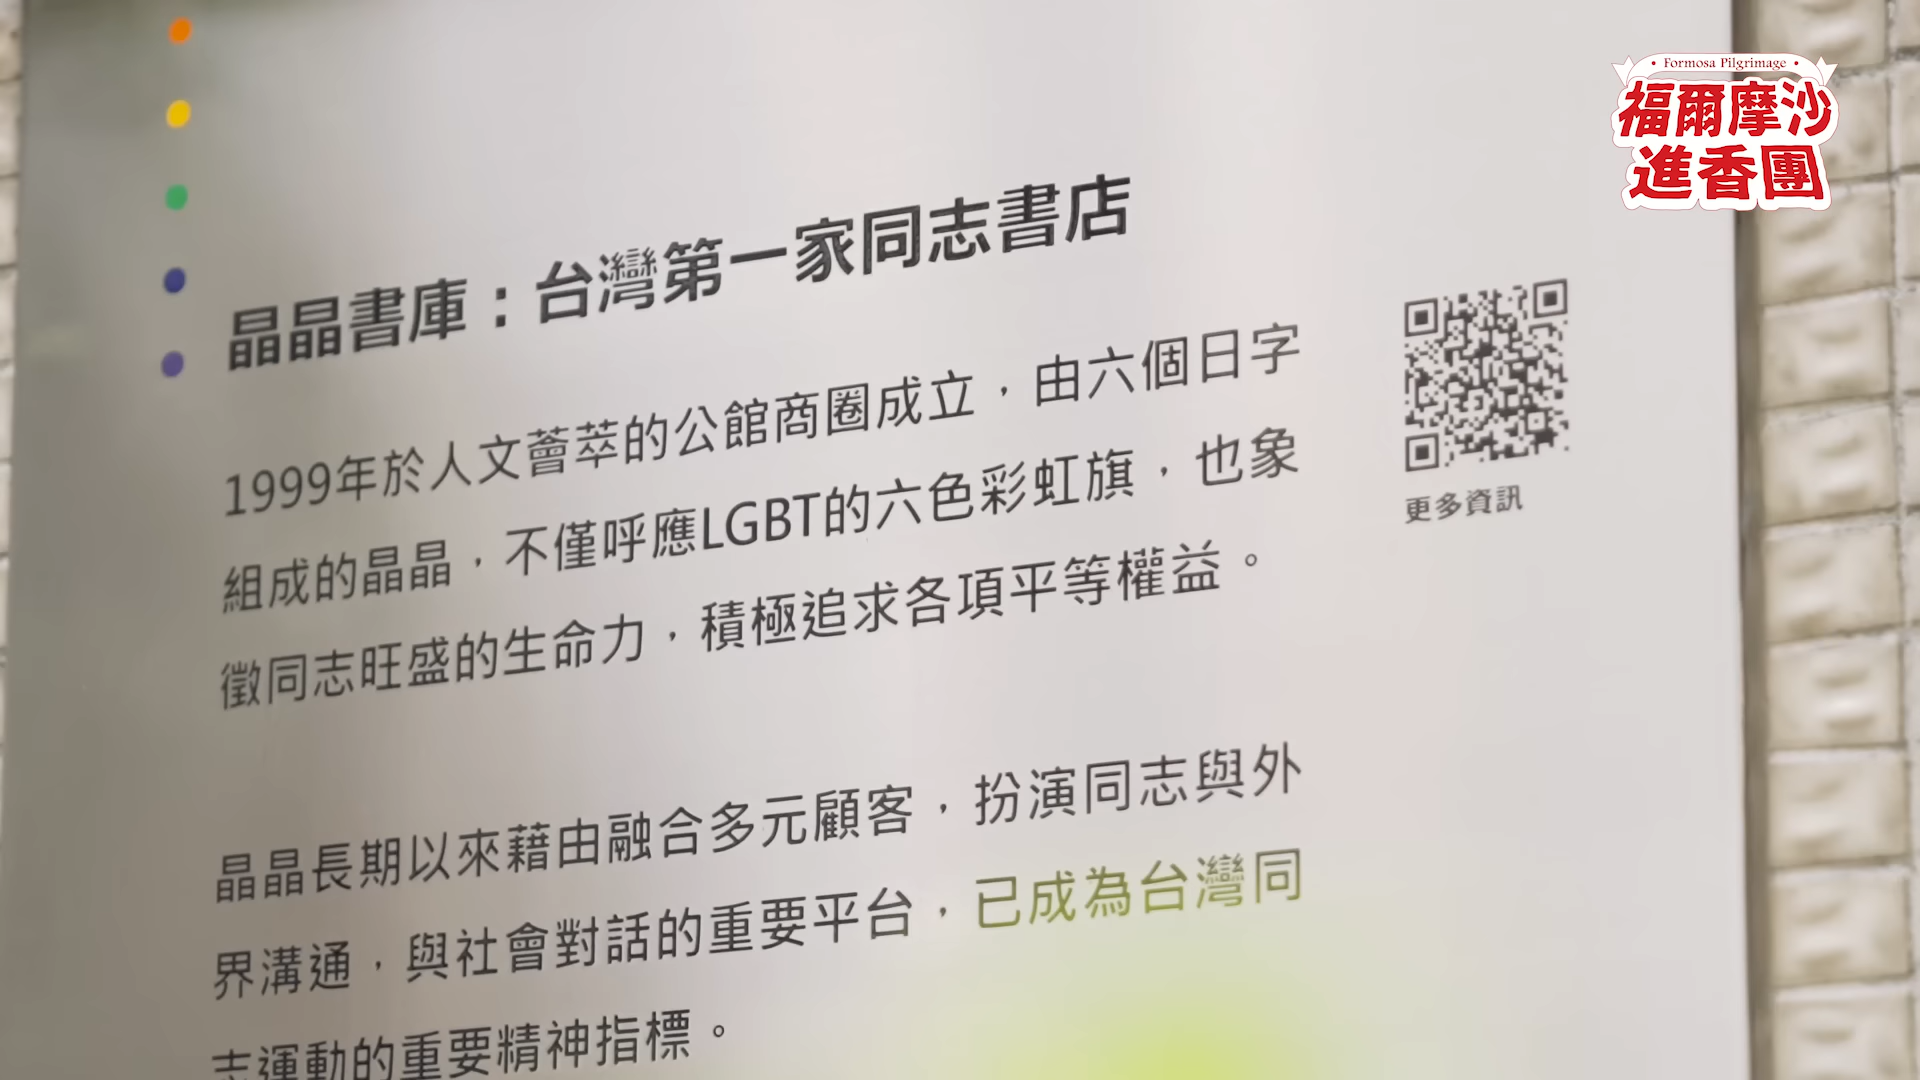 Formosa Pilgrimage
福爾摩沙
進香團
晶晶書庫：台灣第一家同志書店
1999年於人文薈萃的公館商圈成立，由六個日字
組成的晶晶，不僅呼應LGBT的六色彩虹旗，也象
徵同志旺盛的生命力，積極追求各項平等權益。
更多資訊
晶晶長期以來藉由融合多元顧客，扮演同志與外
界溝通，與社會對話的重要平台，已成為台灣同
志運動的重要精神指標。